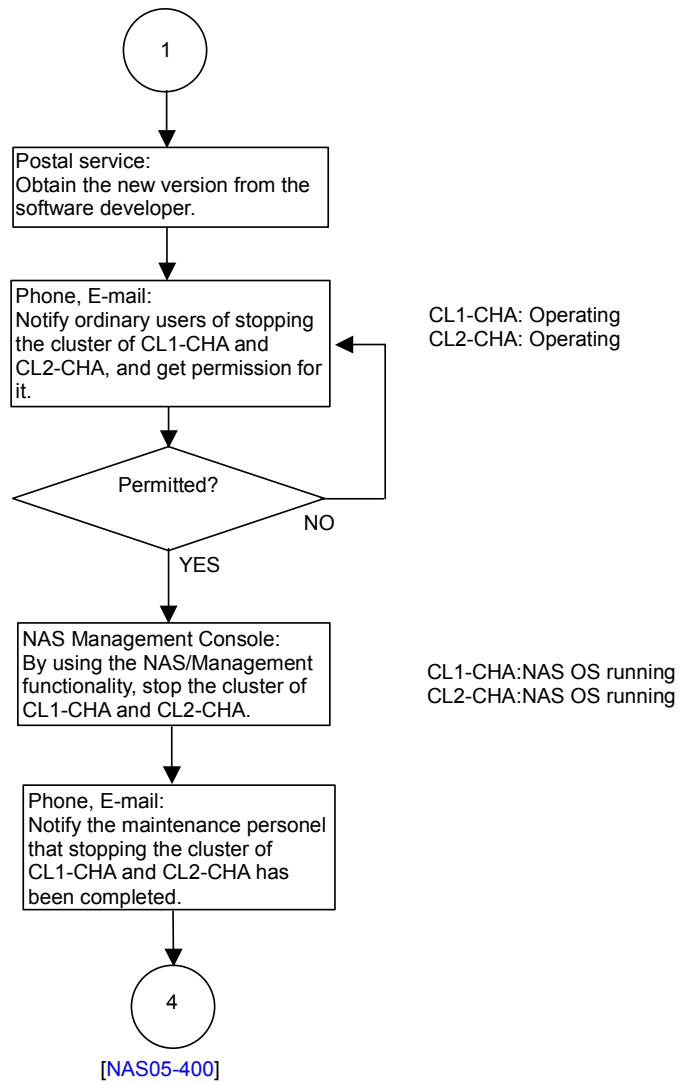 1
Postal service:
Obtain the new version from the
software developer.
Phone, E-mail:
Notify ordinary users of stopping
the cluster of CL1-CHA and
CL2-CHA, and get permission for
it.
CL1-CHA: Operating
CL2-CHA: Operating
Permitted?
NO
YES
NAS Management Console:
By using the NAS/Management
functionality, stop the cluster of
CL1-CHA and CL2-CHA.
CL1-CHA:NAS OS running
CL2-CHA:NAS OS running
Phone, E-mail:
Notify the maintenance personel
that stopping the cluster of
CL1-CHA and CL2-CHA has
been completed.
4
[NAS05-400]